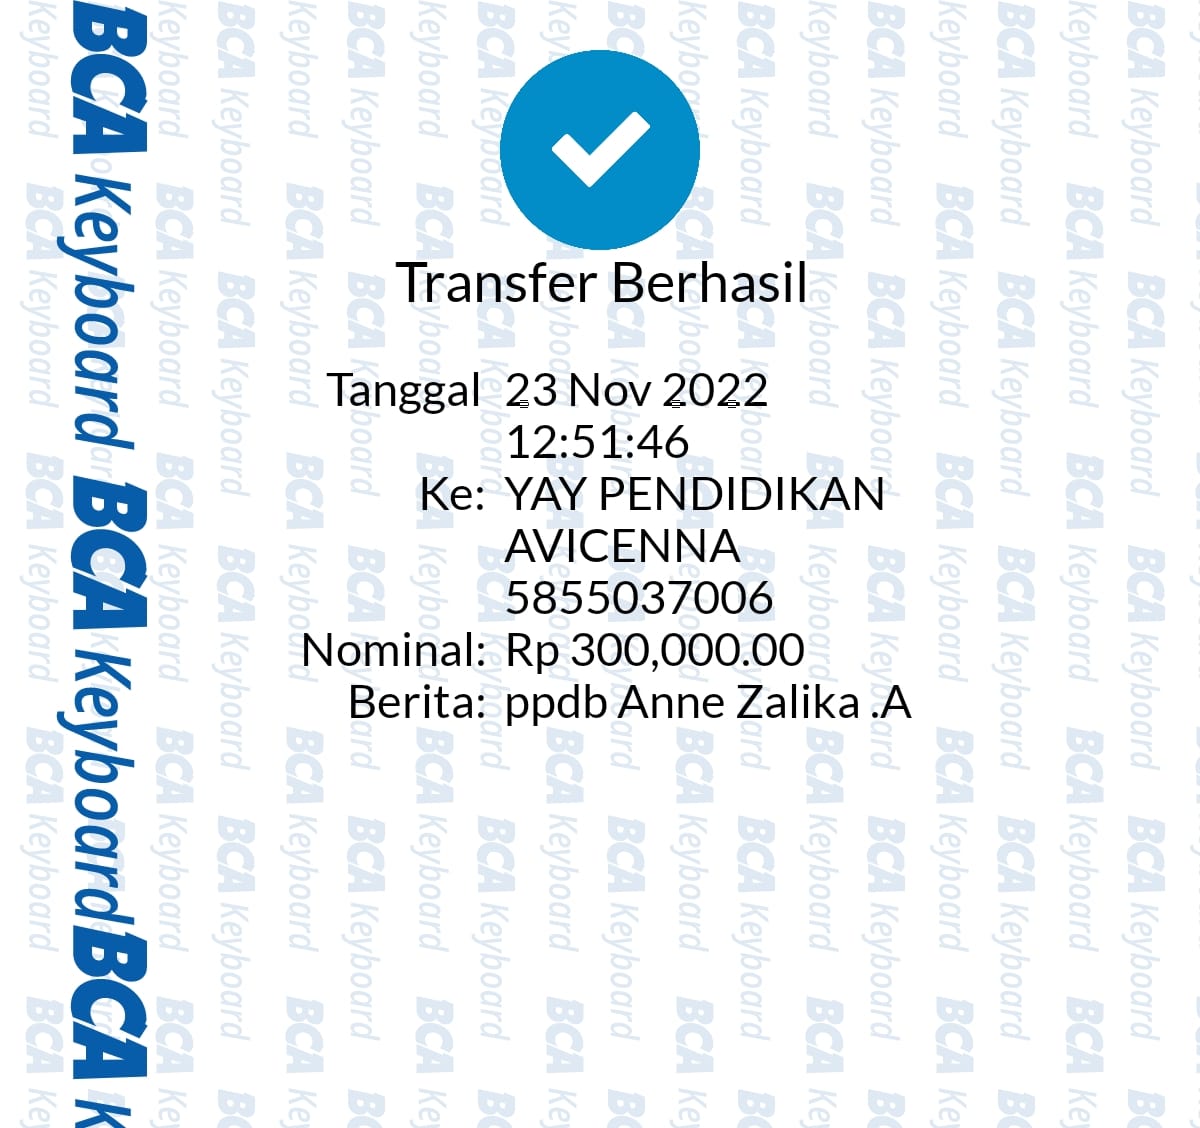 Transfer Berhasil
Tanggal 23 Nov 2022
12:51:46
Ke: YAY PENDIDIKAN
AVICENNA
5855037006
Nominal: Rp 300,000.00
Berita: ppdb Anne Zalika .A
BCA Keyboard BCA Keyboard BCA K